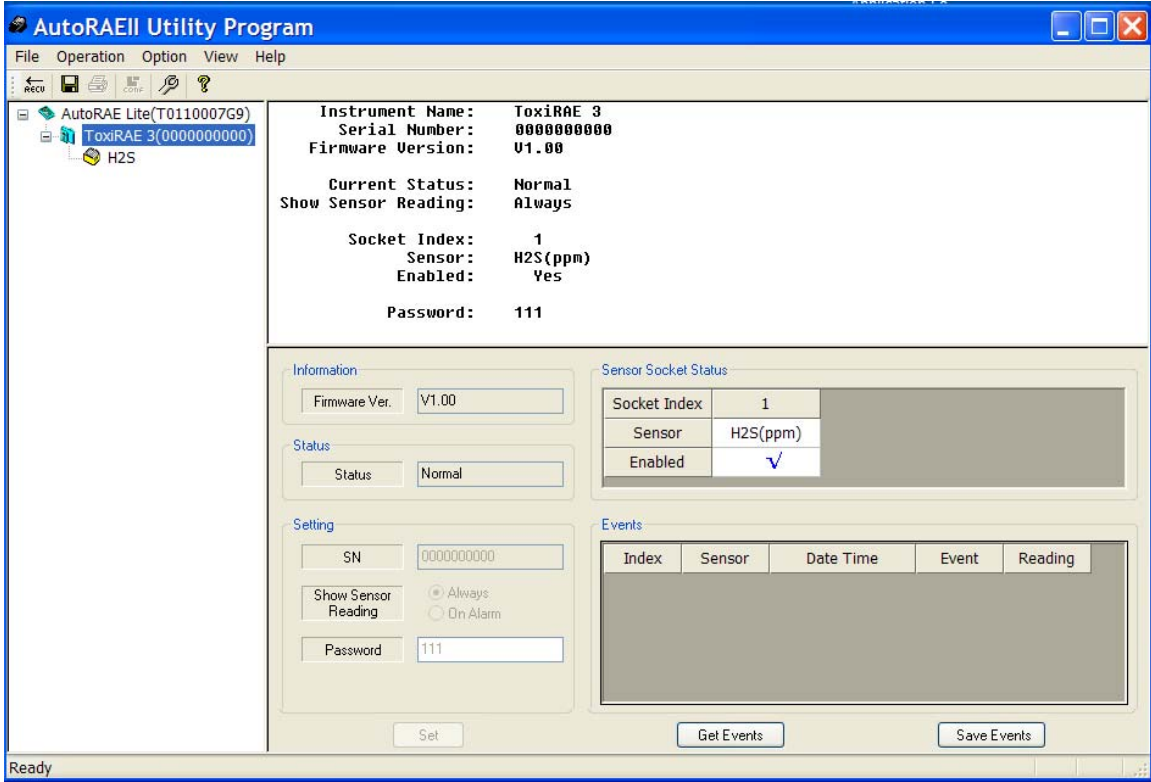 AutoRAEII Utility Program
File Operation Option View Help
RECU CONF
AutoRAE Lite(T0110007G9)
ToxiRAE 3(0000000000)
H2S
Instrument Name: ToxiRAE 3
Serial Number: 0000000000
Firmware Version: V1.00
Current Status: Normal
Show Sensor Reading: Always
Socket Index: 1
Sensor: H2S(ppm)
Enabled: Yes
Password: 111
Information
Firmware Ver. V1.00
Status
Status Normal
Setting
SN 0000000000
Show Sensor Reading
Always
On Alarm
Password 111
Set
Sensor Socket Status
Socket Index 1
Sensor H2S(ppm)
Enabled √
Events
Index Sensor Date Time Event Reading
Get Events Save Events
Ready